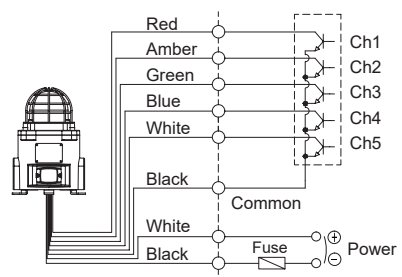 Red
Ch1
Amber
Ch2
Green
Ch3
Blue
Ch4
White
Ch5
Black
Common
White
Fuse
Power
Black